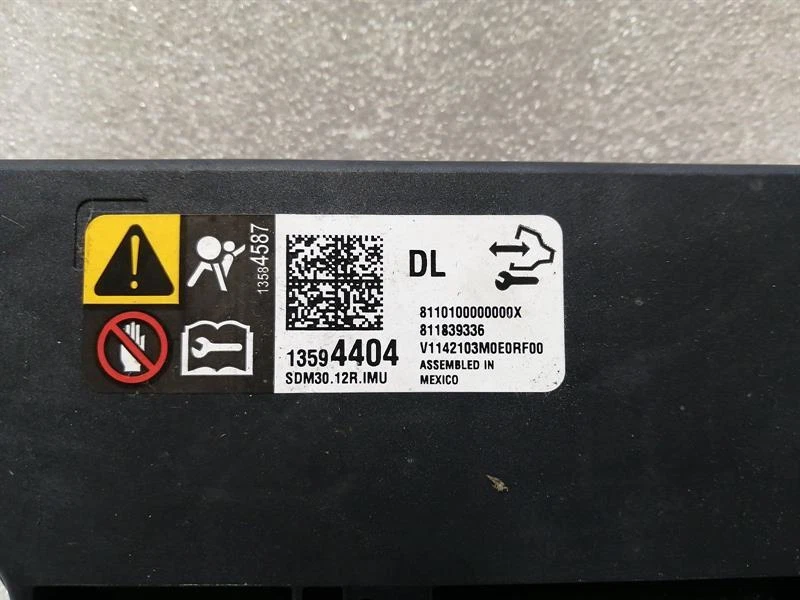 13584587
13594404
SDM30.12R.IMU
DL
8110100000000X
811839336
V1142103M0E0RF00
ASSEMBLED IN
MEXICO